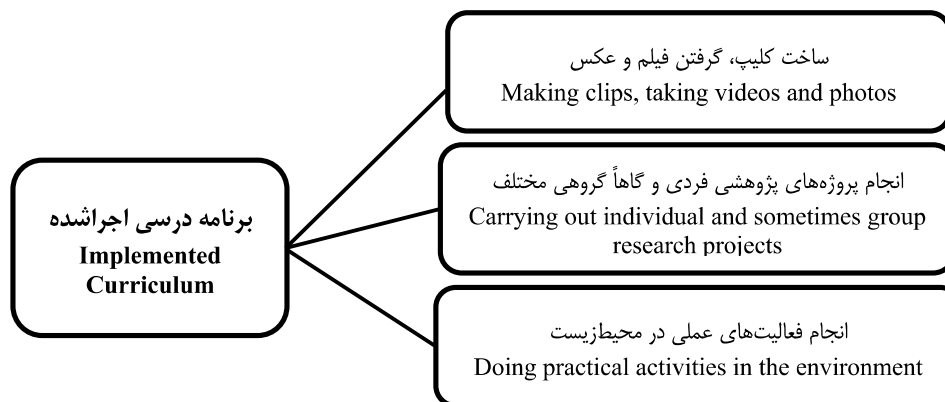 برنامه درسی اجراشده
Implemented
Curriculum
ساخت کلیپ، گرفتن فیلم و عکس
Making clips, taking videos and photos
انجام پروژه‌های پژوهشی فردی و گاهاً گروهی مختلف
Carrying out individual and sometimes group
research projects
انجام فعالیت‌های عملی در محیط‌زیست
Doing practical activities in the environment